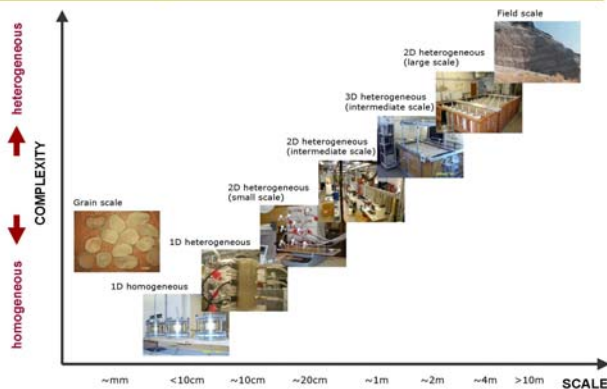 Field scale
2D heterogeneous
(large scale)
3D heterogeneous
(intermediate scale)
2D heterogeneous
(intermediate scale)
2D heterogeneous
(small scale)
Grain scale
1D heterogeneous
1D homogeneous
heterogeneous
homogeneous
COMPLEXITY
~mm <10cm ~10cm ~20cm ~1m ~2m ~4m >10m
SCALE